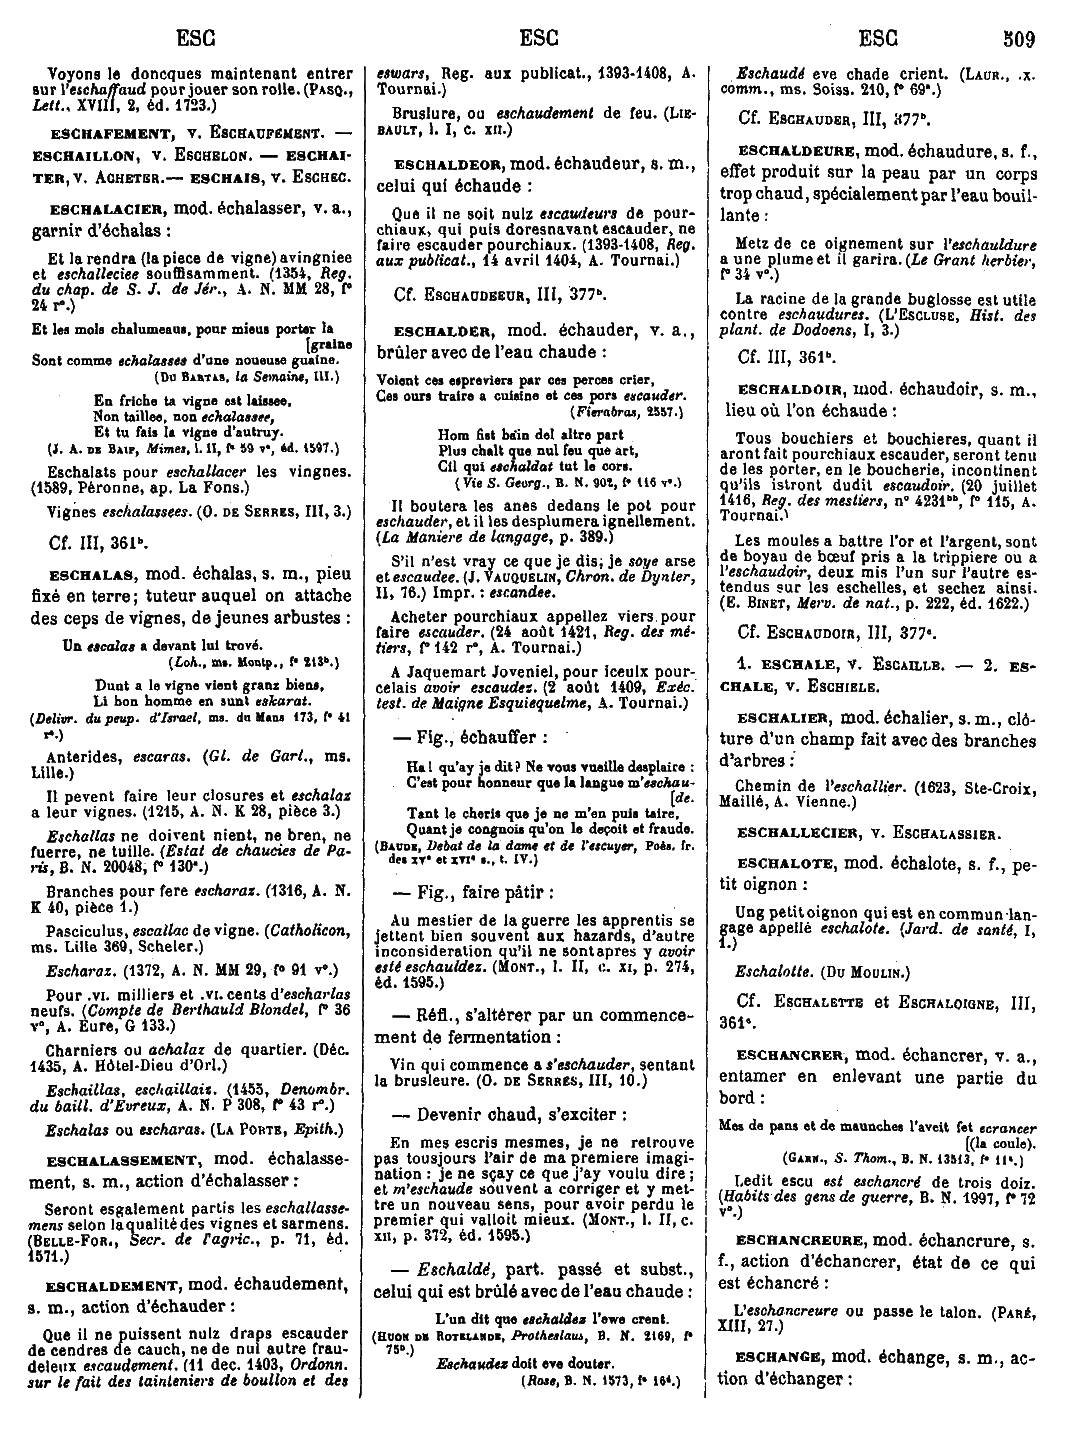 ESC ESC ESC 509
Voyons le doncques maintenant entrer
sur l'eschaffaud pour jouer son rolle. (PASQ.,
Lett., XVIII, 2, éd. 1723.)
ESCHAFEMENT, v. ESCHAUFEMENT. —
ESCHAILLON, v. ESCHELON. — ESCHAI-
TER, v. ACHETER. — ESCHAIS, v. ESCHEC.
ESCHALACIER, mod. échalasser, v. a.,
garnir d'échalas :
Et la rendra (la piece de vigne) avingniee
et eschalleciee souffisamment. (1354, Reg.
du chap. de S. J. de Jér., A. N. MM 28, f°
24 r°.)
Et les mols chalumeaus, pour mieus porter la
[graine
Sont comme echalasses d'une noueuse guaine.
(DU BARTAS, la Semaine, III.)
En friche ta vigne est laissee,
Non taillee, non echalassee,
Et tu fais la vigne d'autruy.
(J. A. DE BAIF, Mimes, l. II, f° 59 v°, éd. 1597.)
Eschalats pour eschallacer les vingnes.
(1589, Péronne, ap. La Fons.)
Vignes eschalassees. (O. DE SERRES, III, 3.)
Cf. III, 361b.
ESCHALAS, mod. échalas, s. m., pieu
fixé en terre; tuteur auquel on attache
des ceps de vignes, de jeunes arbustes :
Un escalas a devant lui trové.
(Loh., ms. Montp., f° 213b.)
Dunt a le vigne vient granz biens,
Li bon homme en sunt eskarat.
(Delivr. du peup. d'Israel, ms. du Mans 173, f° 41
r°.)
Anterides, escaras. (Gl. de Garl., ms.
Lille.)
Il pevent faire leur closures et eschalaz
a leur vignes. (1215, A. N. K 28, pièce 3.)
Eschallas ne doivent nient, ne bren, ne
fuerre, ne tuille. (Estat de chaucies de Pa-
ris, B. N. 20048, f° 130a.)
Branches pour fere escharaz. (1316, A. N.
K 40, pièce 1.)
Pasciculus, escallac de vigne. (Catholicon,
ms. Lille 369, Scheler.)
Escharaz. (1372, A. N. MM 29, f° 91 v°.)
Pour .VI. milliers et .VI. cents d'escharlas
neufs. (Compte de Berthauld Blondel, f° 36
v°, A. Eure, G 133.)
Charniers ou achalaz de quartier. (Déc.
1435, A. Hôtel-Dieu d'Orl.)
Eschaillas, eschaillaiz. (1455, Denombr.
du baill. d'Evreux, A. N. P 308, f° 43 r°.)
Eschalas ou escharas. (LA PORTE, Epith.)
ESCHALASSEMENT, mod. échalasse-
ment, s. m., action d'échalasser :
Seront esgalement partis les eschallasse-
mens selon la qualité des vignes et sarmens.
(BELLE-FOR., Secr. de l'agric., p. 71, éd.
1571.)
ESCHALDEMENT, mod. échaudement,
s. m., action d'échauder :
Que il ne puissent nulz draps escauder
de cendres de cauch, ne de nul autre frau-
deleux escaudement. (11 dec. 1403, Ordonn.
sur le fait des tainteniers de boullon et des
eswars, Reg. aux publicat., 1393-1408, A.
Tournai.)
Bruslure, ou eschaudement de feu. (LIE-
BAULT, l. I, c. XII.)
ESCHALDEOR, mod. échaudeur, s. m.,
celui qui échaude :
Que il ne soit nulz escaudeurs de pour-
chiaux, qui puis doresnavant escauder, ne
faire escauder pourchiaux. (1393-1408, Reg.
aux publicat., 14 avril 1404, A. Tournai.)
Cf. ESCHAUDEEUR, III, 377b.
ESCHALDER, mod. échauder, v. a.,
brûler avec de l'eau chaude :
Voient ces espreviers par ces perces crier,
Ces ours traire a cuisine et ces pors escauder.
(Fierabras, 2557.)
Hom fist bain del altre part
Plus chalt que nul feu que art,
Cil qui eschaldat tut le cors.
(Vie S. Georg., B. N. 902, f° 116 v°.)
Il boutera les anes dedans le pot pour
eschauder, et il les desplumera ignellement.
(La Maniere de langage, p. 389.)
S'il n'est vray ce que je dis; je soye arse
et escaudee. (J. VAUQUELIN, Chron. de Dynter,
II, 76.) Impr. : escandee.
Acheter pourchiaux appellez viers pour
faire escauder. (24 août 1421, Reg. des mé-
tiers, f° 142 r°, A. Tournai.)
A Jaquemart Joveniel, pour iceulx pour-
celais avoir escaudez. (2 août 1409, Exéc.
test. de Maigne Esquiequelme, A. Tournai.)
— Fig., échauffer :
Ha! qu'ay je dit? Ne vous vueille desplaire :
C'est pour honneur que la langue m'eschau-
[de.
Tant le cheris que je ne m'en puis taire,
Quant je congnois qu'on le deçoit et fraude.
(BAUDE, Debat de la dame et de l'escuyer, Poés. fr.
des XVe et XVIe s., t. IV.)
— Fig., faire pâtir :
Au mestier de la guerre les apprentis se
jettent bien souvent aux hazards, d'autre
inconsideration qu'il ne sont apres y avoir
esté eschauldez. (MONT., l. II, c. XI, p. 274,
éd. 1595.)
— Réfl., s'altérer par un commence-
ment de fermentation :
Vin qui commence a s'eschauder, sentant
la brusleure. (O. DE SERRES, III, 10.)
— Devenir chaud, s'exciter :
En mes escris mesmes, je ne retrouve
pas tousjours l'air de ma premiere imagi-
nation : je ne sçay ce que j'ay voulu dire;
et m'eschaude souvent a corriger et y met-
tre un nouveau sens, pour avoir perdu le
premier qui valloit mieux. (MONT., l. II, c.
XII, p. 372, éd. 1595.)
— Eschaldé, part. passé et subst.,
celui qui est brûlé avec de l'eau chaude :
L'un dit que eschaldez l'ewe crent.
(HUON DE ROTELANDE, Protheslaus, B. N. 2169, f°
75b.)
Eschaudez doit eve douter.
(Rose, B. N. 1573, f° 16d.)
Eschaudé eve chade crient. (LAUR., .X.
comm., ms. Soiss. 210, f° 69a.)
Cf. ESCHAUDER, III, 377b.
ESCHALDEURE, mod. échaudure, s. f.,
effet produit sur la peau par un corps
trop chaud, spécialement par l'eau bouil-
lante :
Metz de ce oignement sur l'eschauldure
a une plume et il garira. (Le Grant herbier,
f° 34 v°.)
La racine de la grande buglosse est utile
contre eschaudures. (L'ESCLUSE, Hist. des
plant. de Dodoens, I, 3.)
Cf. III, 361b.
ESCHALDOIR, mod. échaudoir, s. m.,
lieu où l'on échaude :
Tous bouchiers et bouchieres, quant il
aront fait pourchiaux escauder, seront tenu
de les porter, en le boucherie, incontinent
qu'ils istront dudit escaudoir. (20 juillet
1416, Reg. des mestiers, n° 4231bb, f° 115, A.
Tournai.)
Les moules a battre l'or et l'argent, sont
de boyau de bœuf pris a la trippiere ou a
l'eschaudoir, deux mis l'un sur l'autre es-
tendus sur les eschelles, et sechez ainsi.
(E. BINET, Merv. de nat., p. 222, éd. 1622.)
Cf. ESCHAUDOIR, III, 377c.
1. ESCHALE, v. ESCAILLE. — 2. ES-
CHALE, v. ESCHIELE.
ESCHALIER, mod. échalier, s. m., clô-
ture d'un champ fait avec des branches
d'arbres :
Chemin de l'eschallier. (1623, Ste-Croix,
Maillé, A. Vienne.)
ESCHALLECIER, v. ESCHALASSIER.
ESCHALOTE, mod. échalote, s. f., pe-
tit oignon :
Ung petit oignon qui est en commun lan-
gage appellé eschalote. (Jard. de santé, I,
1.)
Eschalotte. (DU MOULIN.)
Cf. ESCHALETTE et ESCHALOIGNE, III,
361c.
ESCHANCRER, mod. échancrer, v. a.,
entamer en enlevant une partie du
bord :
Mes de pans et de maunches l'aveit fet ecrancer
[(la coule).
(GARN., S. Thom., B. N. 13513, f° 11a.)
Ledit escu est eschancré de trois doiz.
(Habits des gens de guerre, B. N. 1997, f° 72
v°.)
ESCHANCREURE, mod. échancrure, s.
f., action d'échancrer, état de ce qui
est échancré :
L'eschancreure ou passe le talon. (PARÉ,
XIII, 27.)
ESCHANGE, mod. échange, s. m., ac-
tion d'échanger :